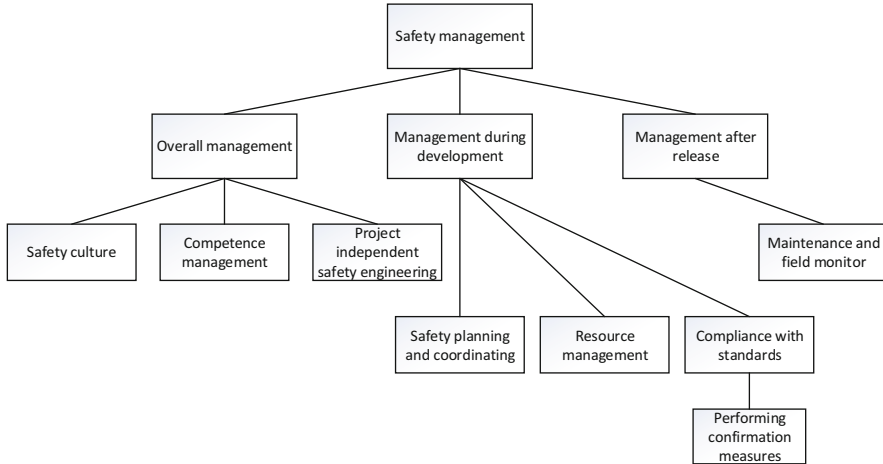 Safety management
Overall management
Management during
development
Management after
release
Safety culture
Competence
management
Project
independent
safety engineering
Maintenance and
field monitor
Safety planning
and coordinating
Resource
management
Compliance with
standards
Performing
confirmation
measures